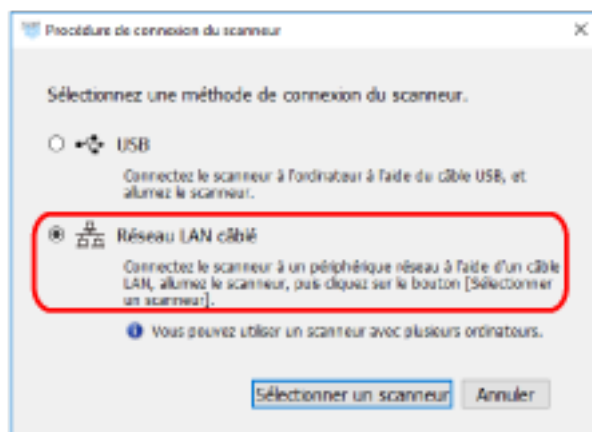 Procédure de connexion du scanneur
Sélectionnez une méthode de connexion du scanneur.
USB
Connectez le scanneur à l'ordinateur à l'aide du câble USB, et
allumez le scanneur.
Réseau LAN câblé
Connectez le scanneur à un périphérique réseau à l'aide d'un câble
LAN, allumez le scanneur, puis cliquez sur le bouton [Sélectionner
un scanneur].
Vous pouvez utiliser un scanneur avec plusieurs ordinateurs.
Sélectionner un scanneur
Annuler